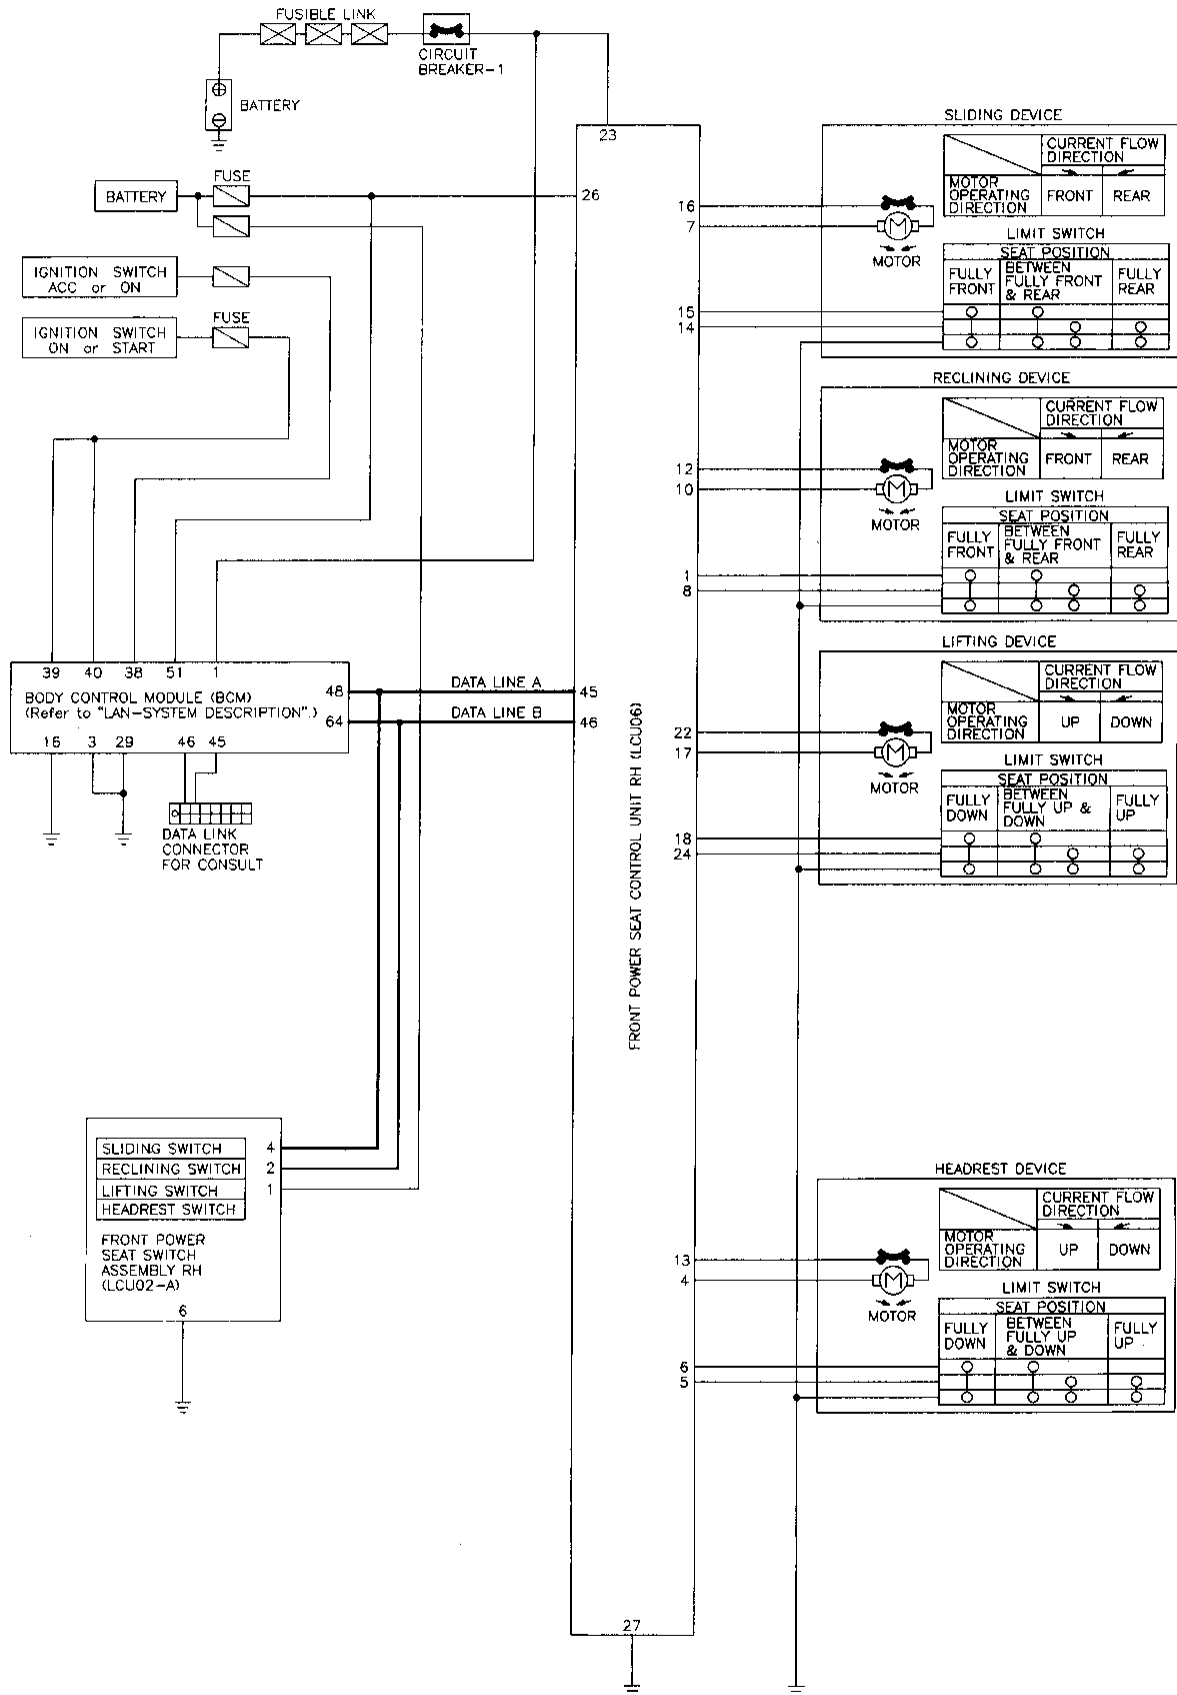 FUSIBLE LINK
CIRCUIT
BREAKER-1
BATTERY
23
BATTERY
FUSE
26
IGNITION SWITCH
ACC or ON
IGNITION SWITCH
ON or START
FUSE
39 40 38 51 1
BODY CONTROL MODULE (BCM)
(Refer to "LAN-SYSTEM DESCRIPTION".)
48
64
16 3 29 46 45
DATA LINE A
DATA LINE B
45
46
DATA LINK
CONNECTOR
FOR CONSULT
SLIDING SWITCH 4
RECLINING SWITCH 2
LIFTING SWITCH 1
HEADREST SWITCH
FRONT POWER
SEAT SWITCH
ASSEMBLY RH
(LCU02-A)
6
FRONT POWER SEAT CONTROL UNIT RH (LCU06)
27
SLIDING DEVICE
CURRENT FLOW
DIRECTION
MOTOR
OPERATING
DIRECTION
FRONT REAR
16
7
M
MOTOR
LIMIT SWITCH
SEAT POSITION
FULLY
FRONT
BETWEEN
FULLY FRONT
& REAR
FULLY
REAR
15
14
RECLINING DEVICE
CURRENT FLOW
DIRECTION
MOTOR
OPERATING
DIRECTION
FRONT REAR
12
10
M
MOTOR
LIMIT SWITCH
SEAT POSITION
FULLY
FRONT
BETWEEN
FULLY FRONT
& REAR
FULLY
REAR
1
8
LIFTING DEVICE
CURRENT FLOW
DIRECTION
MOTOR
OPERATING
DIRECTION
UP DOWN
22
17
M
MOTOR
LIMIT SWITCH
SEAT POSITION
FULLY
DOWN
BETWEEN
FULLY UP &
DOWN
FULLY
UP
18
24
HEADREST DEVICE
CURRENT FLOW
DIRECTION
MOTOR
OPERATING
DIRECTION
UP DOWN
13
4
M
MOTOR
LIMIT SWITCH
SEAT POSITION
FULLY
DOWN
BETWEEN
FULLY UP
& DOWN
FULLY
UP
6
5